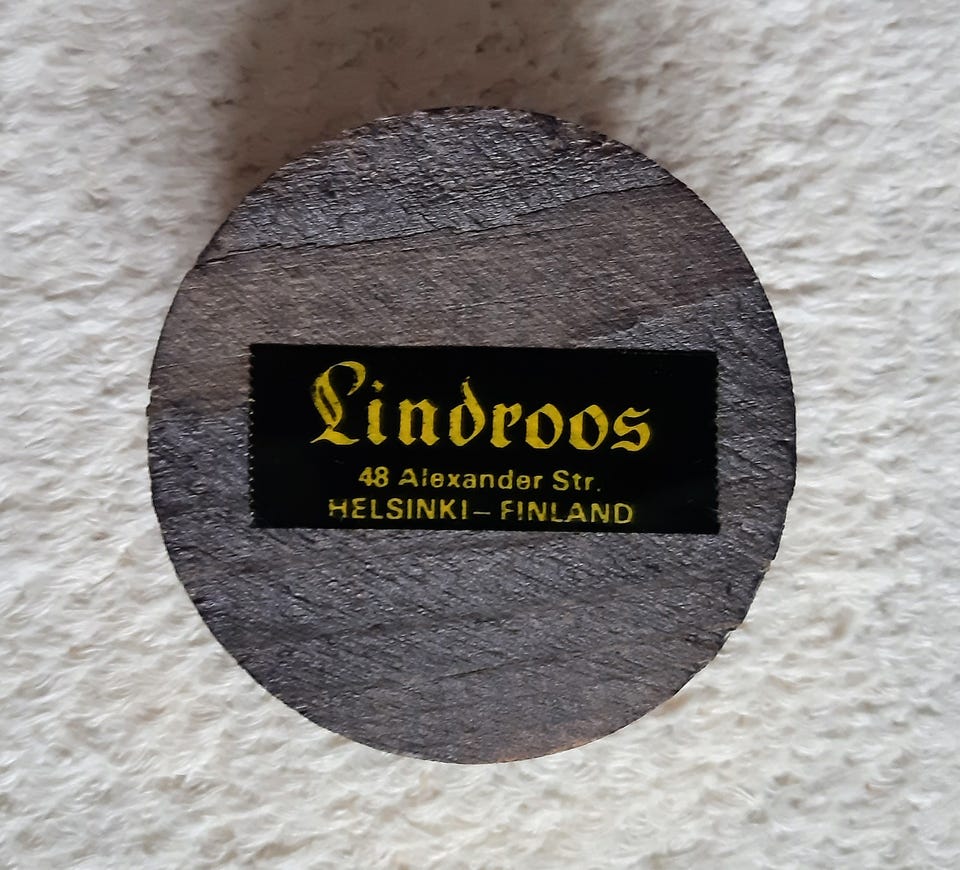 Lindroos
48 Alexander Str.
HELSINKI – FINLAND